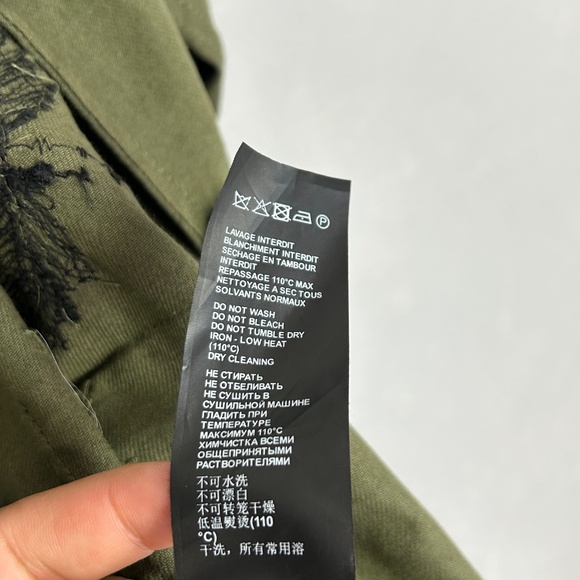 P
LAVAGE INTERDIT
BLANCHIMENT INTERDIT
SECHAGE EN TAMBOUR
INTERDIT
REPASSAGE 110°C MAX
NETTOYAGE A SEC TOUS
SOLVANTS NORMAUX
DO NOT WASH
DO NOT BLEACH
DO NOT TUMBLE DRY
IRON - LOW HEAT
(110°C)
DRY CLEANING
НЕ СТИРАТЬ
НЕ ОТБЕЛИВАТЬ
НЕ СУШИТЬ В
СУШИЛЬНОЙ МАШИНЕ
ГЛАДИТЬ ПРИ
ТЕМПЕРАТУРЕ
МАКСИМУМ 110°C
ХИМЧИСТКА ВСЕМИ
ОБЩЕПРИНЯТЫМИ
РАСТВОРИТЕЛЯМИ
不可水洗
不可漂白
不可转笼干燥
低温熨烫(110
°C)
干洗，所有常用溶